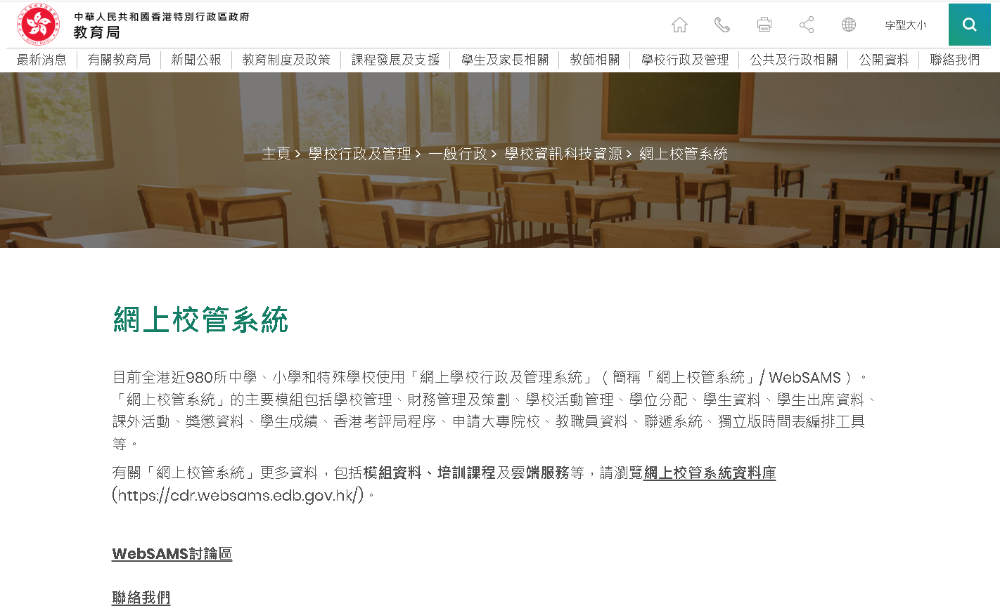 中華人民共和國香港特別行政區政府
教育局
字型大小
最新消息 有關教育局 新聞公報 教育制度及政策 課程發展及支援 學生及家長相關 教師相關 學校行政及管理 公共及行政相關 公開資料 聯絡我們
主頁 > 學校行政及管理 > 一般行政 > 學校資訊科技資源 > 網上校管系統
網上校管系統
目前全港近980所中學、小學和特殊學校使用「網上學校行政及管理系統」（簡稱「網上校管系統」/ WebSAMS）。
「網上校管系統」的主要模組包括學校管理、財務管理及策劃、學校活動管理、學位分配、學生資料、學生出席資料、
課外活動、獎懲資料、學生成績、香港考評局程序、申請大專院校、教職員資料、聯遞系統、獨立版時間表編排工具
等。
有關「網上校管系統」更多資料，包括模組資料、培訓課程及雲端服務等，請瀏覽網上校管系統資料庫
(https://cdr.websams.edb.gov.hk/)。
WebSAMS討論區
聯絡我們